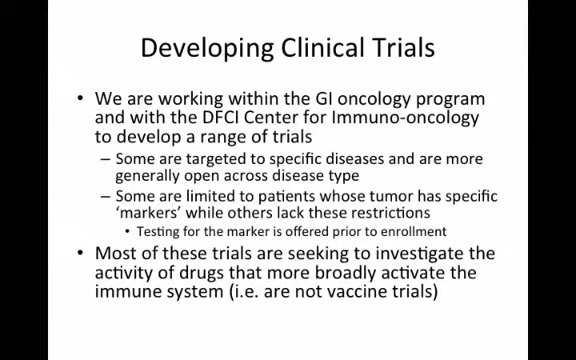 Developing Clinical Trials
• We are working within the GI oncology program
and with the DFCI Center for Immuno-oncology
to develop a range of trials
– Some are targeted to specific diseases and are more
generally open across disease type
– Some are limited to patients whose tumor has specific
‘markers’ while others lack these restrictions
• Testing for the marker is offered prior to enrollment
• Most of these trials are seeking to investigate the
activity of drugs that more broadly activate the
immune system (i.e. are not vaccine trials)